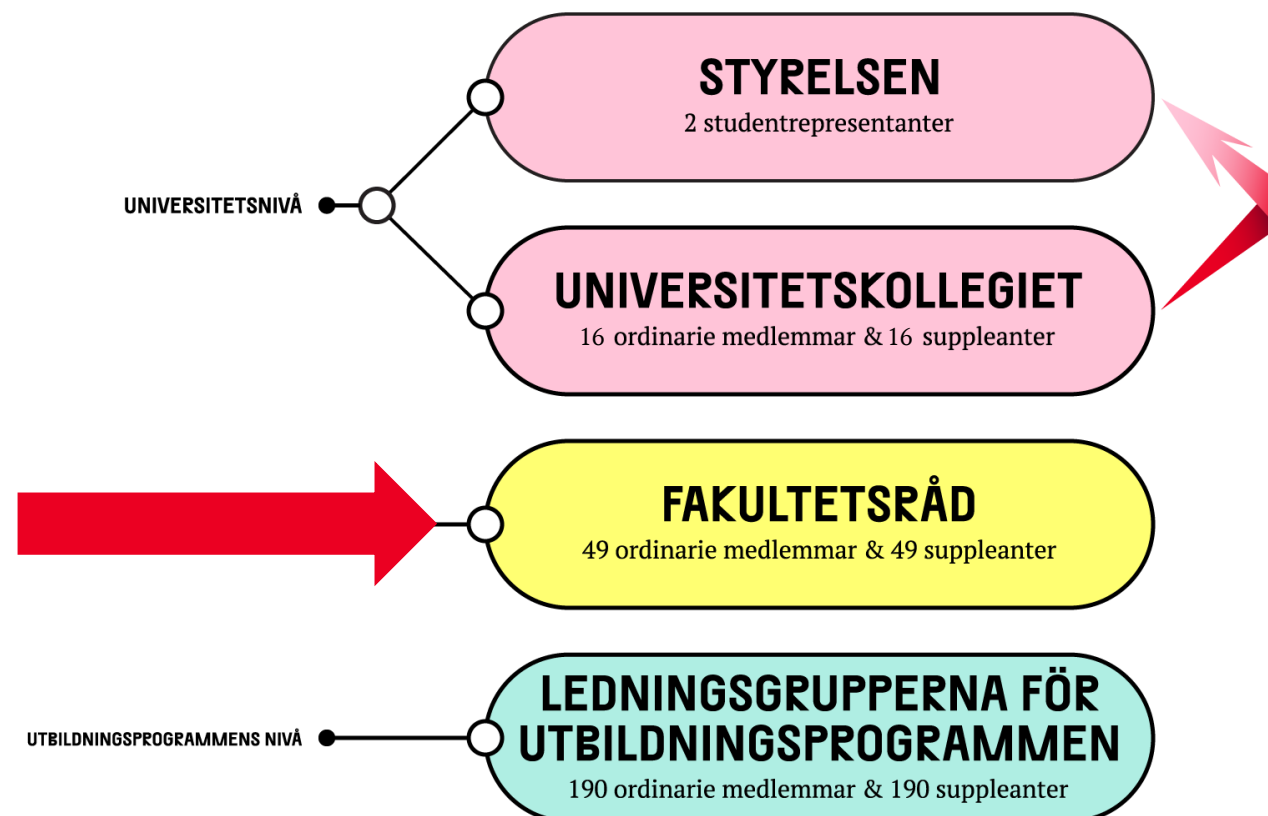 STYRELSEN
2 studentrepresentanter
UNIVERSITETSNIVÅ
UNIVERSITETSKOLLEGIET
16 ordinarie medlemmar & 16 suppleanter
FAKULTETSRÅD
49 ordinarie medlemmar & 49 suppleanter
UTBILDNINGSPROGRAMMENS NIVÅ
LEDNINGSGRUPPERNA FÖR
UTBILDNINGSPROGRAMMEN
190 ordinarie medlemmar & 190 suppleanter